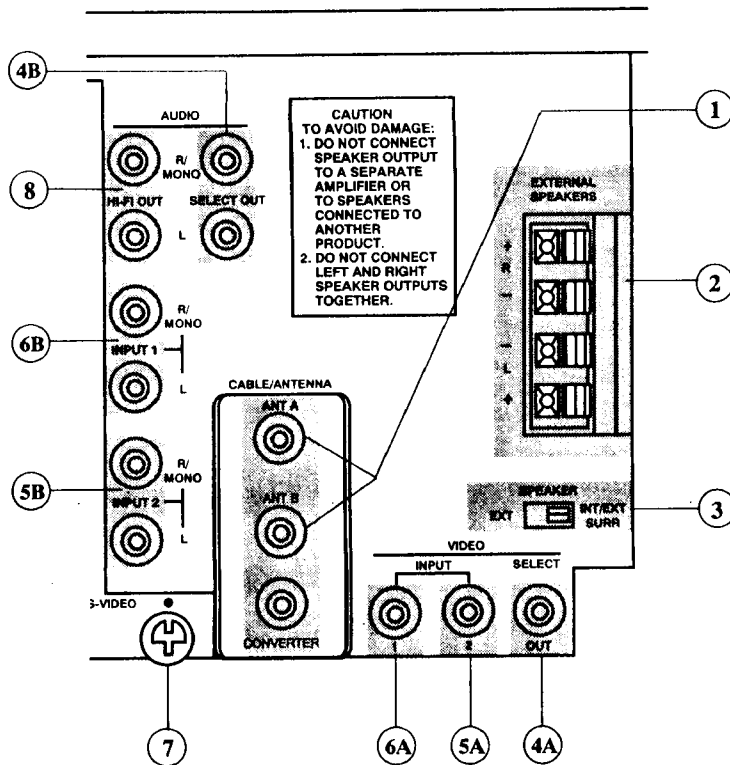 4B
AUDIO
1
8
R/
MONO
HI-FI OUT
SELECT OUT
L
CAUTION
TO AVOID DAMAGE:
1. DO NOT CONNECT
SPEAKER OUTPUT
TO A SEPARATE
AMPLIFIER OR
TO SPEAKERS
CONNECTED TO
ANOTHER
PRODUCT.
2. DO NOT CONNECT
LEFT AND RIGHT
SPEAKER OUTPUTS
TOGETHER.
EXTERNAL
SPEAKERS
+
R
−
−
L
+
2
6B
R/
MONO
INPUT 1
L
CABLE/ANTENNA
ANT A
ANT B
CONVERTER
5B
R/
MONO
INPUT 2
L
SPEAKER
EXT
INT/EXT
SURR
3
VIDEO
INPUT
SELECT
1
2
OUT
S-VIDEO
7
6A
5A
4A